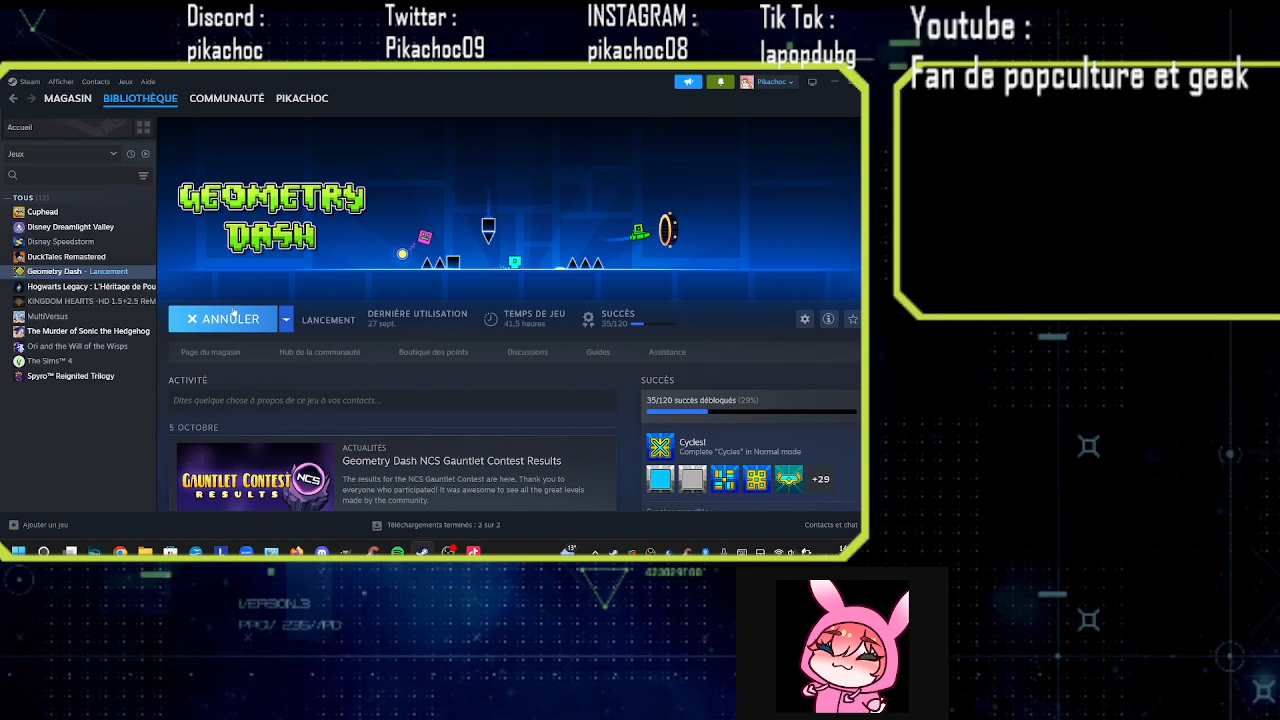 Discord :
pikachoc
Twitter :
Pikachoc09
INSTAGRAM :
pikachoc08
Tik Tok :
lapopdubg
Youtube :
Fan de popculture et geek
Steam Afficher Contacts Jeux Aide
Pikachoc
MAGASIN BIBLIOTHÈQUE COMMUNAUTÉ PIKACHOC
Accueil
Jeux
TOUS (12)
Cuphead
Disney Dreamlight Valley
Disney Speedstorm
DuckTales Remastered
Geometry Dash – Lancement
Hogwarts Legacy : L'Héritage de Pou
KINGDOM HEARTS -HD 1.5+2.5 ReM
MultiVersus
The Murder of Sonic the Hedgehog
Ori and the Will of the Wisps
The Sims™ 4
Spyro™ Reignited Trilogy
GEOMETRY
DASH
ANNULER
LANCEMENT
DERNIÈRE UTILISATION
27 sept.
TEMPS DE JEU
41,5 heures
SUCCÈS
35/120
Page du magasin Hub de la communauté Boutique des points Discussions Guides Assistance
ACTIVITÉ
Dites quelque chose à propos de ce jeu à vos contacts...
5 OCTOBRE
GAUNTLET CONTEST
RESULTS
NCS
ACTUALITÉS
Geometry Dash NCS Gauntlet Contest Results
The results for the NCS Gauntlet Contest are here. Thank you to
everyone who participated! It was awesome to see all the great levels
made by the community.
SUCCÈS
35/120 succès débloqués (29%)
Cycles!
Complete "Cycles" in Normal mode
+29
Ajouter un jeu
Téléchargements terminés : 2 sur 2
Contacts et chat
13°
VERSION.3